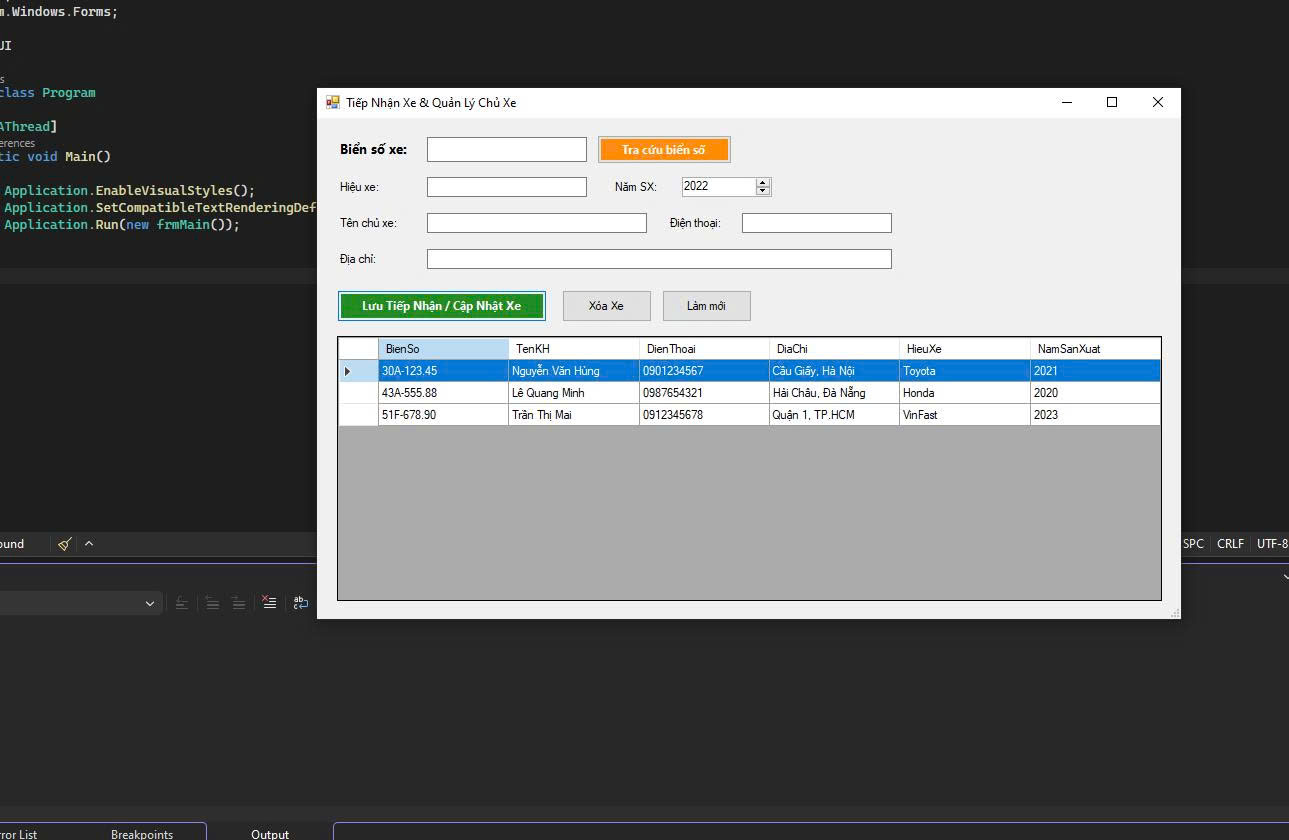 m.Windows.Forms;
UI
s
class Program
AThread]
erences
tic void Main()
Application.EnableVisualStyles();
Application.SetCompatibleTextRenderingDef
Application.Run(new frmMain());
Tiếp Nhận Xe & Quản Lý Chủ Xe
Biển số xe:
Tra cứu biển số
Hiệu xe:
Năm SX: 2022
Tên chủ xe:
Điện thoại:
Địa chỉ:
Lưu Tiếp Nhận / Cập Nhật Xe
Xóa Xe
Làm mới
BienSo TenKH DienThoai DiaChi HieuXe NamSanXuat
30A-123.45 Nguyễn Văn Hùng 0901234567 Cầu Giấy, Hà Nội Toyota 2021
43A-555.88 Lê Quang Minh 0987654321 Hải Châu, Đà Nẵng Honda 2020
51F-678.90 Trần Thị Mai 0912345678 Quận 1, TP.HCM VinFast 2023
ound
SPC CRLF UTF-8
rror List Breakpoints Output